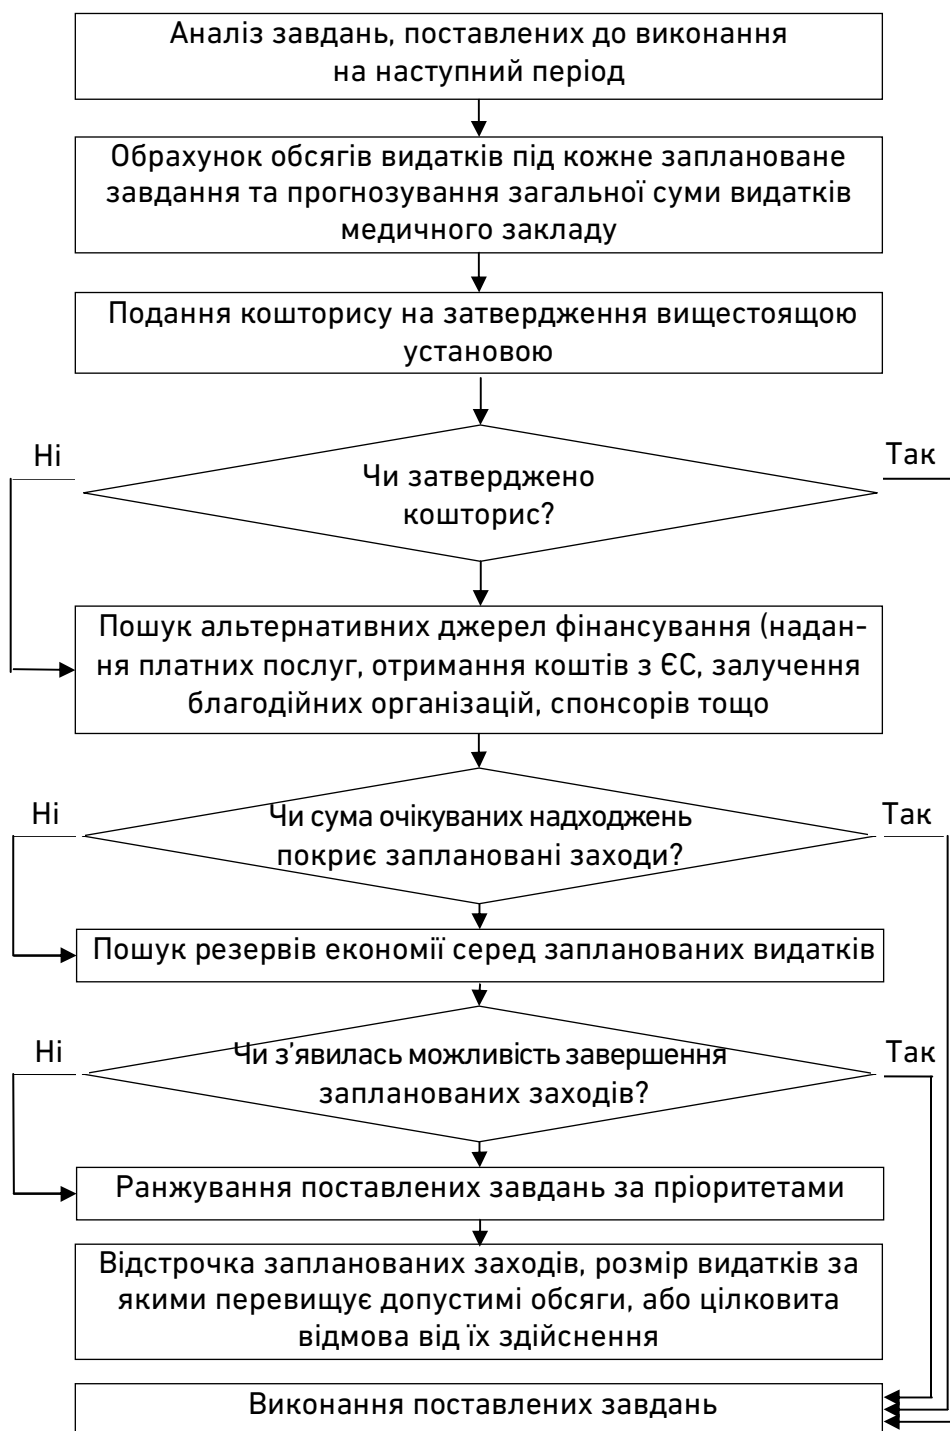 Аналіз завдань, поставлених до виконання
на наступний період
Обрахунок обсягів видатків під кожне заплановане
завдання та прогнозування загальної суми видатків
медичного закладу
Подання кошторису на затвердження вищестоящою
установою
Ні
Так
Чи затверджено
кошторис?
Пошук альтернативних джерел фінансування (надан-
ня платних послуг, отримання коштів з ЄС, залучення
благодійних організацій, спонсорів тощо
Ні
Так
Чи сума очікуваних надходжень
покриє заплановані заходи?
Пошук резервів економії серед запланованих видатків
Ні
Так
Чи з'явилась можливість завершення
запланованих заходів?
Ранжування поставлених завдань за пріоритетами
Відстрочка запланованих заходів, розмір видатків за
якими перевищує допустимі обсяги, або цілковита
відмова від їх здійснення
Виконання поставлених завдань